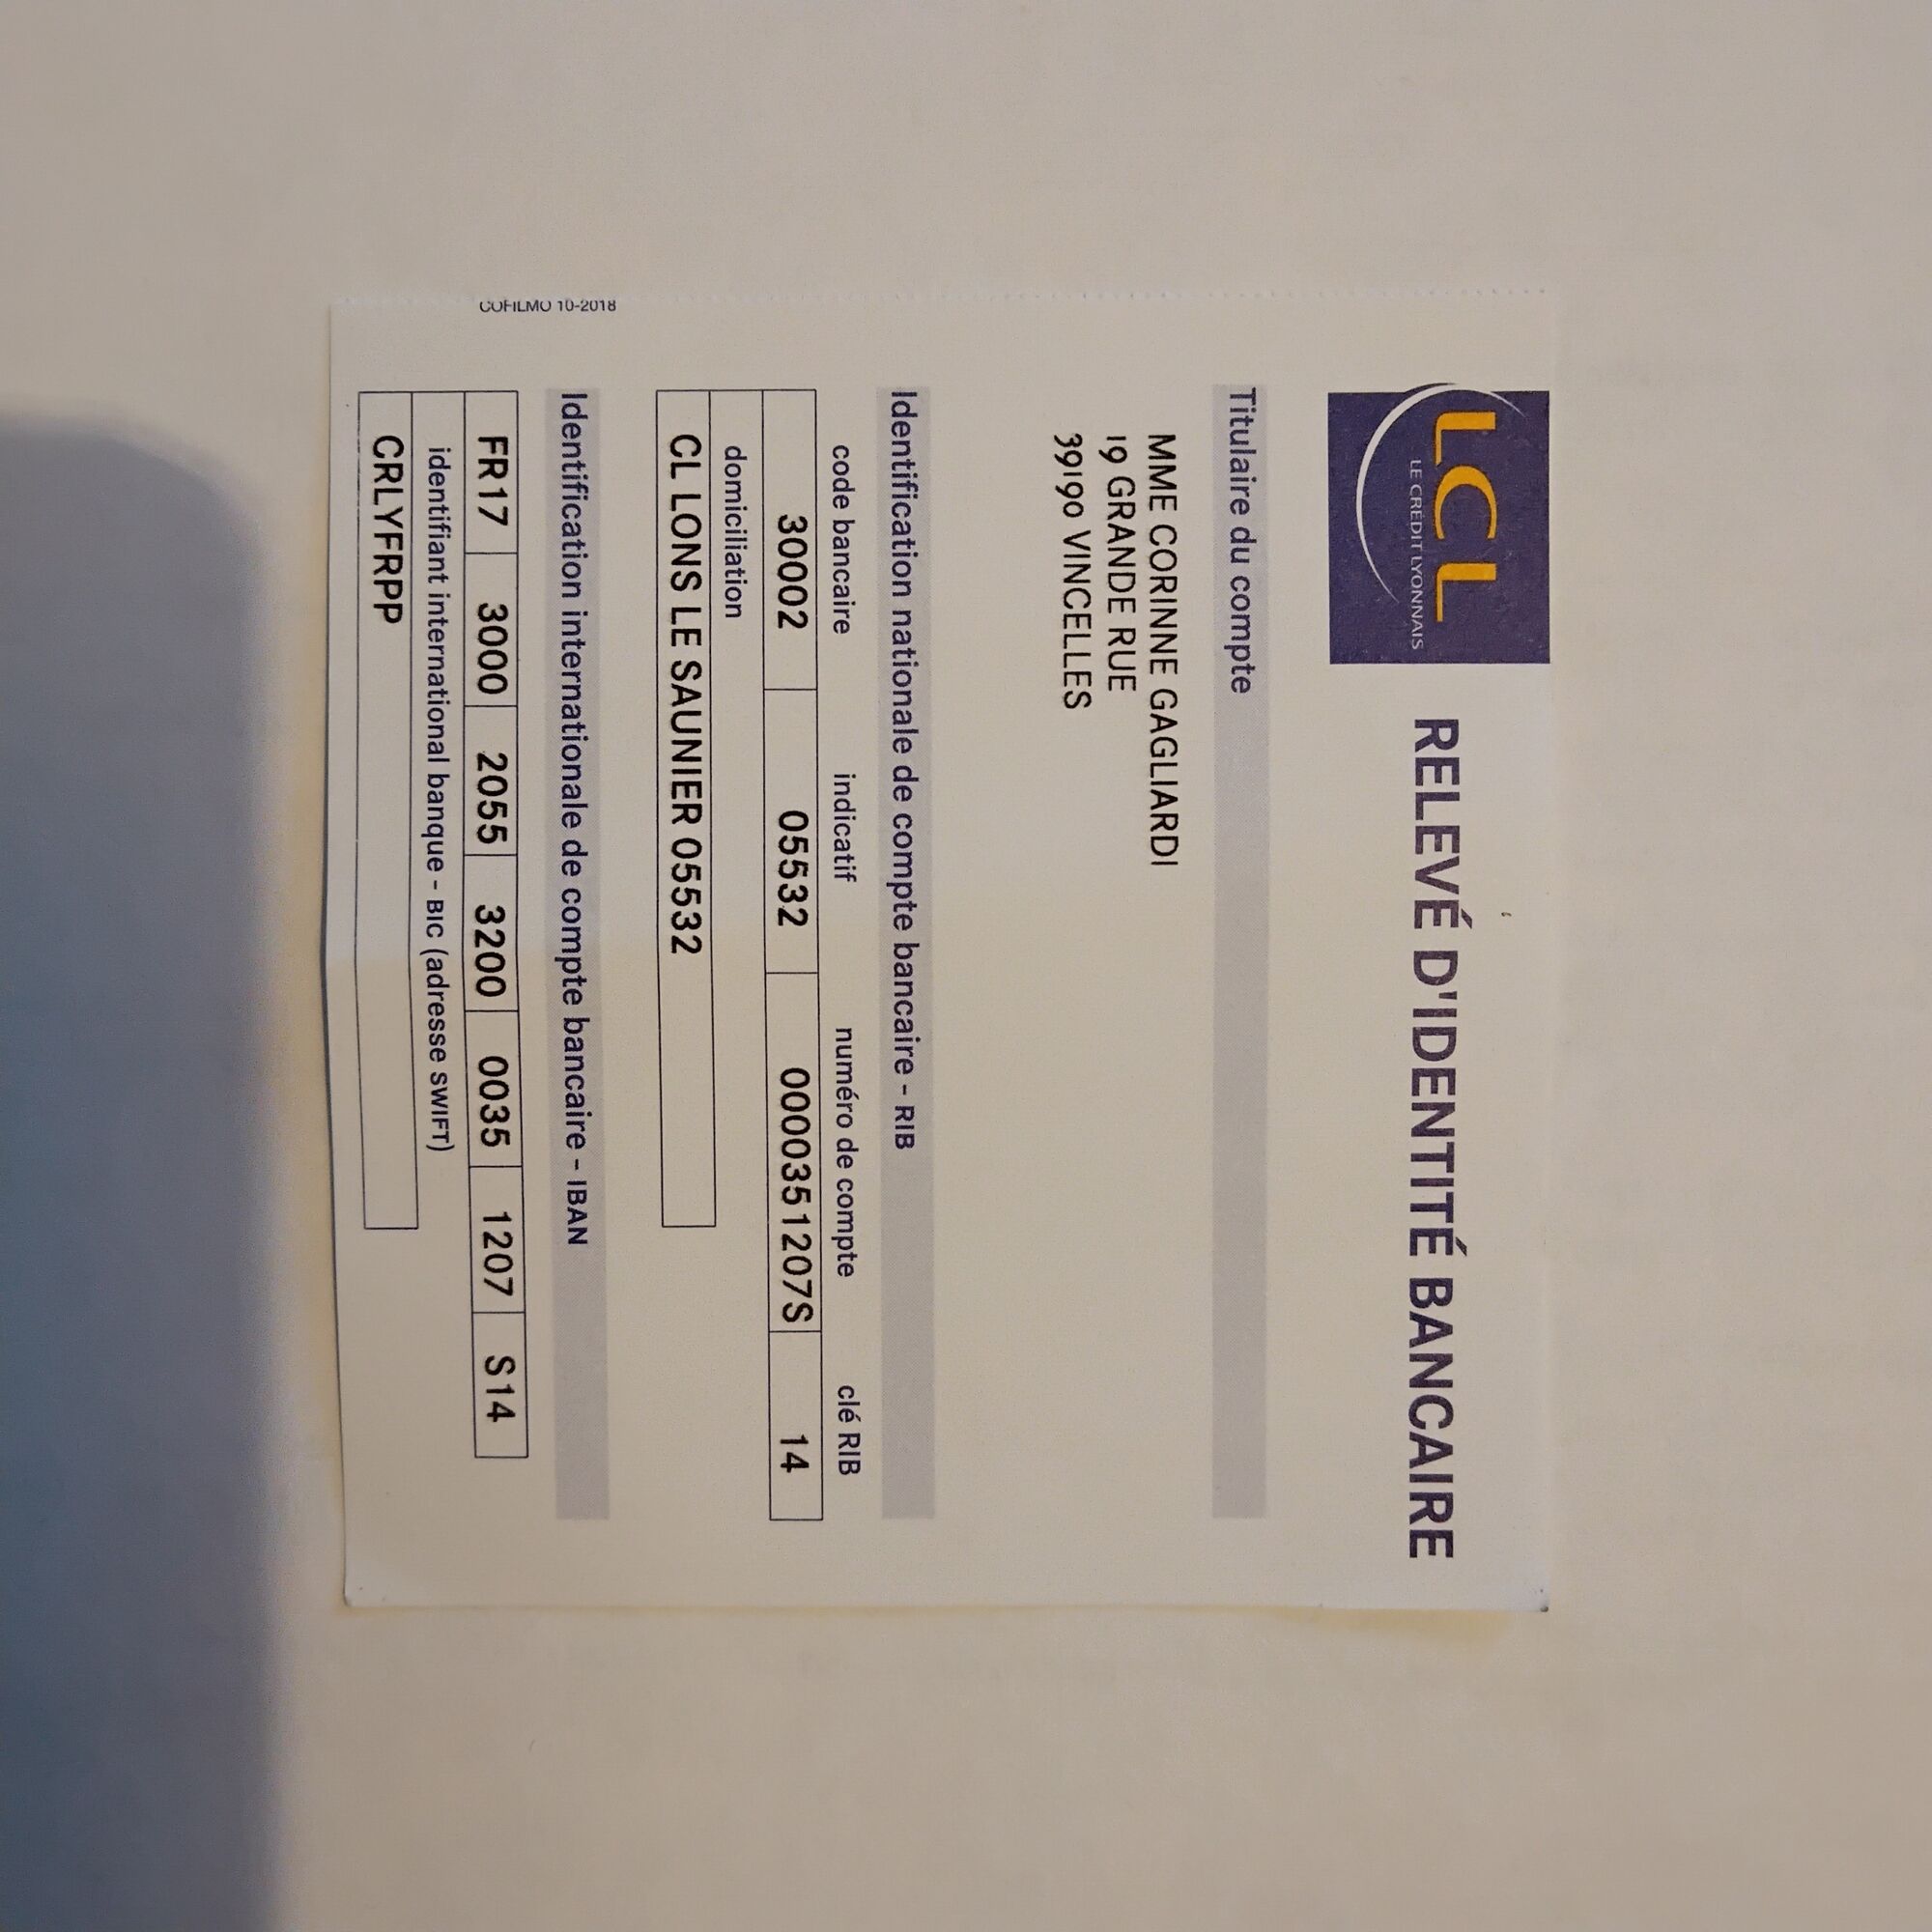 LCL
LE CRÉDIT LYONNAIS
RELEVÉ D'IDENTITÉ BANCAIRE
Titulaire du compte
MME CORINNE GAGLIARDI
19 GRANDE RUE
39190 VINCELLES
Identification nationale de compte bancaire - RIB
code bancaire indicatif numéro de compte clé RIB
30002 05532 0000351207S 14
domiciliation
CL LONS LE SAUNIER 05532
Identification internationale de compte bancaire - IBAN
FR17 3000 2055 3200 0035 1207 S14
identifiant international banque - BIC (adresse SWIFT)
CRLYFRPP
COFILMO 10-2018